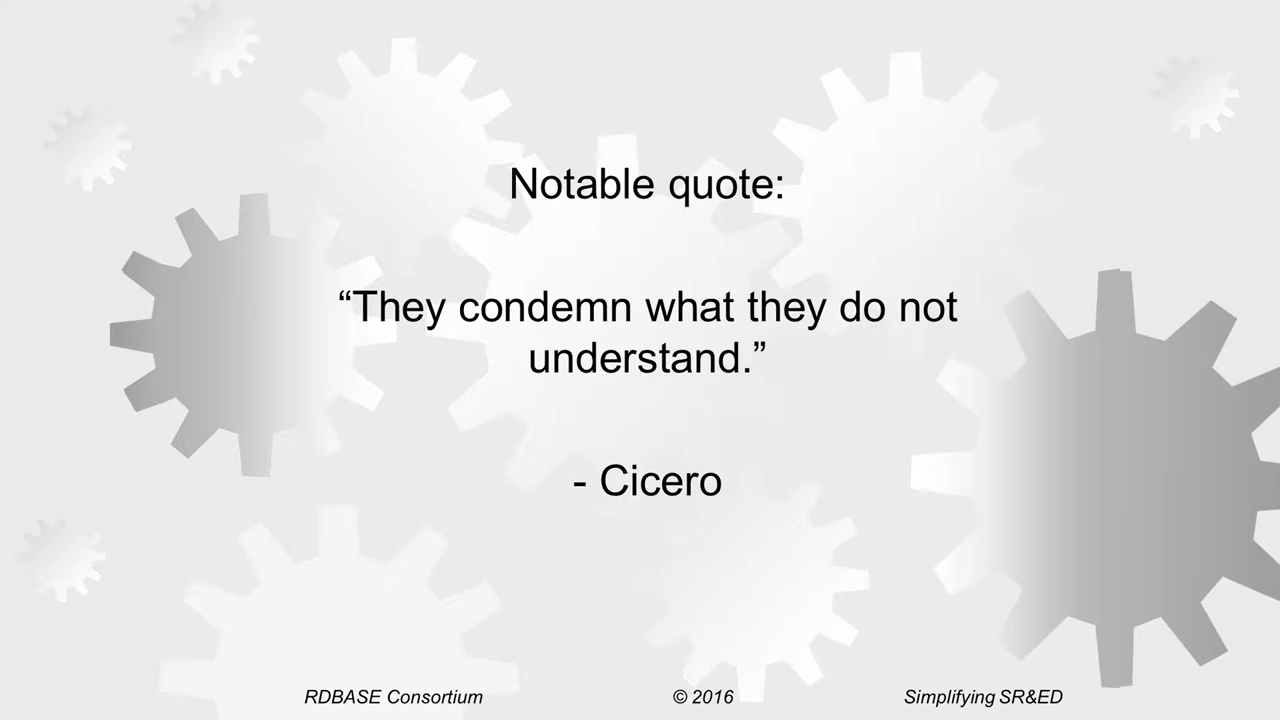 Notable quote:
“They condemn what they do not
understand.”
- Cicero
RDBASE Consortium © 2016 Simplifying SR&ED